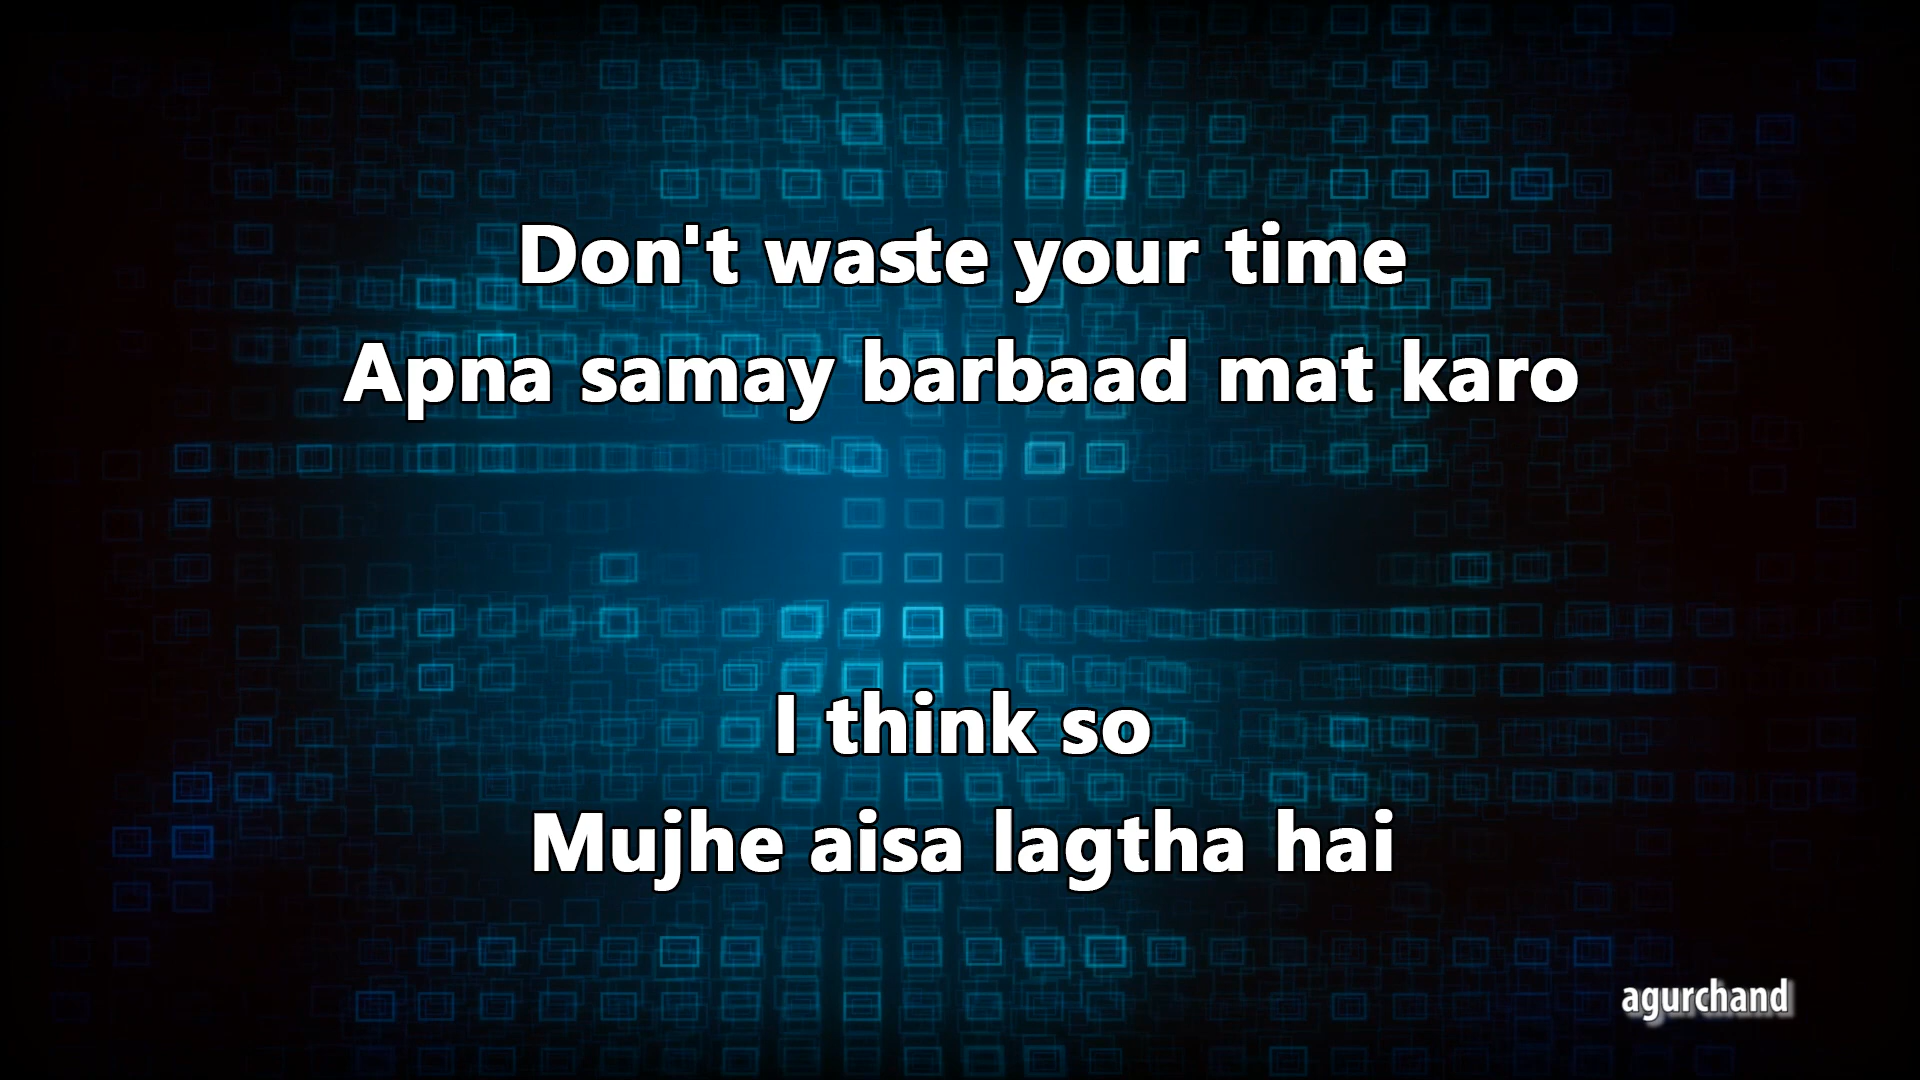 Don't waste your time
Apna samay barbaad mat karo
I think so
Mujhe aisa lagtha hai
agurchand